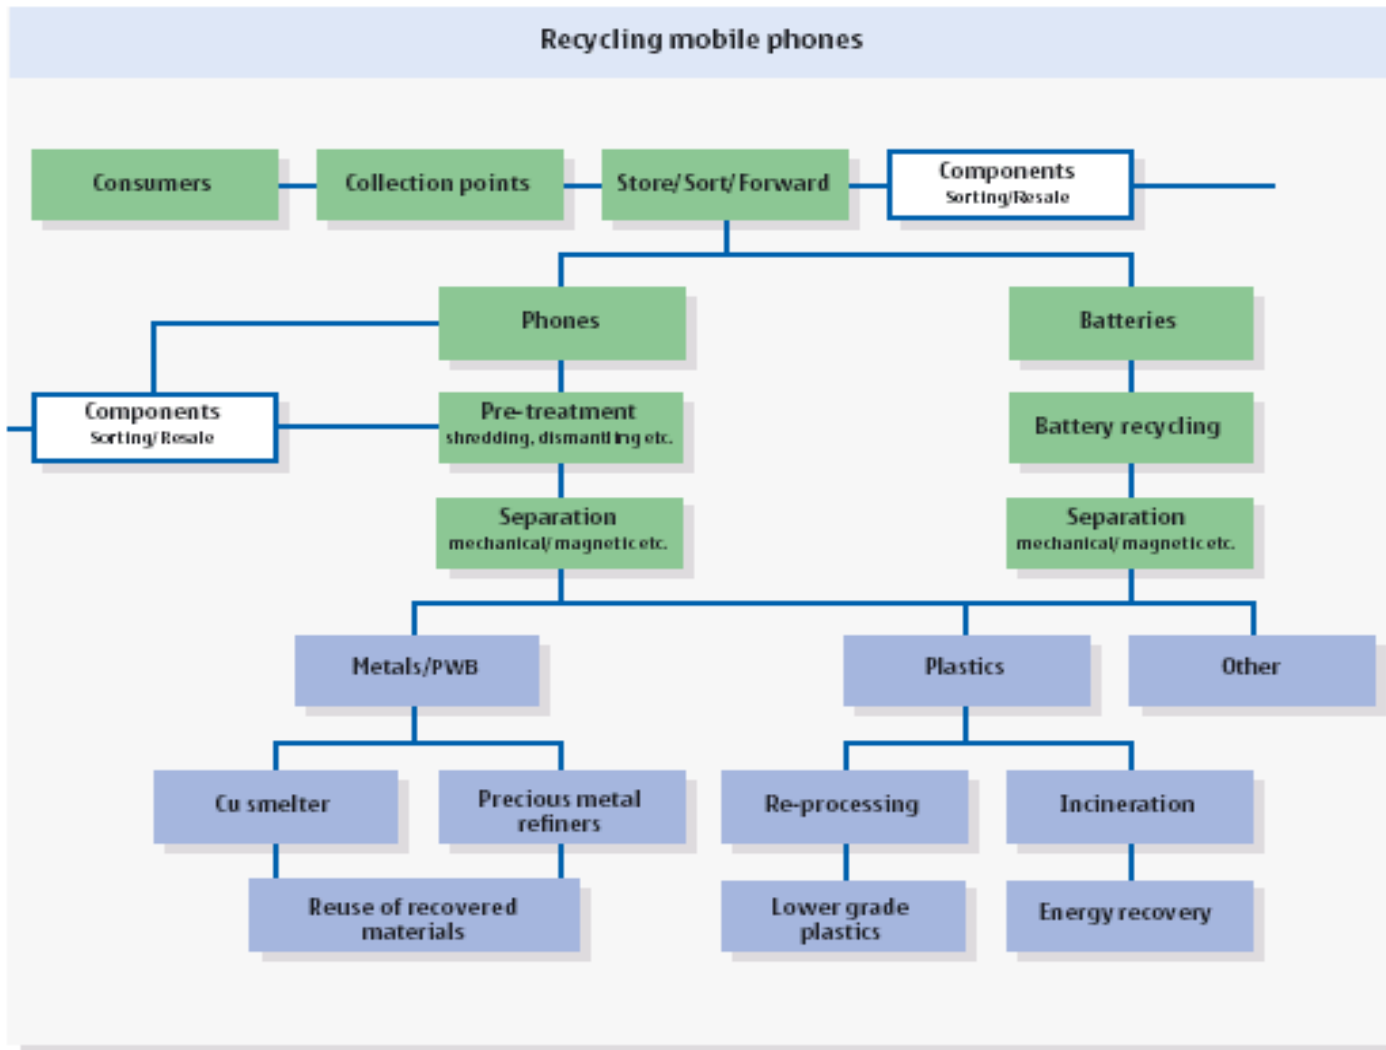 Recycling mobile phones
Consumers
Collection points
Store/Sort/Forward
Components
Sorting/Resale
Phones
Batteries
Components
Sorting/Resale
Pre-treatment
shredding, dismantling etc.
Battery recycling
Separation
mechanical/magnetic etc.
Separation
mechanical/magnetic etc.
Metals/PWB
Plastics
Other
Cu smelter
Precious metal
refiners
Re-processing
Incineration
Reuse of recovered
materials
Lower grade
plastics
Energy recovery